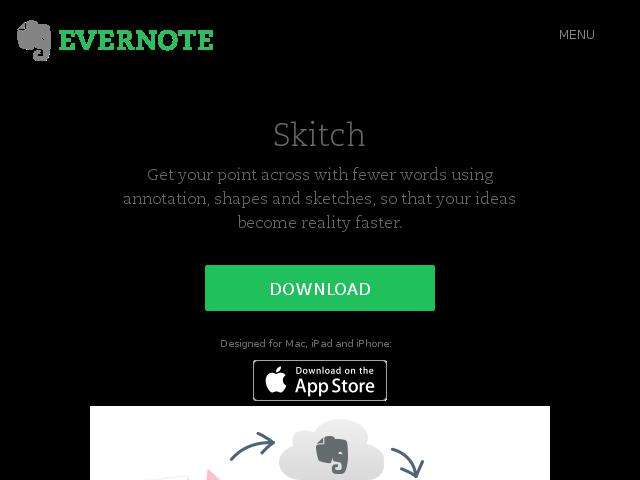 EVERNOTE
MENU
Skitch
Get your point across with fewer words using
annotation, shapes and sketches, so that your ideas
become reality faster.
DOWNLOAD
Designed for Mac, iPad and iPhone:
Download on the
App Store